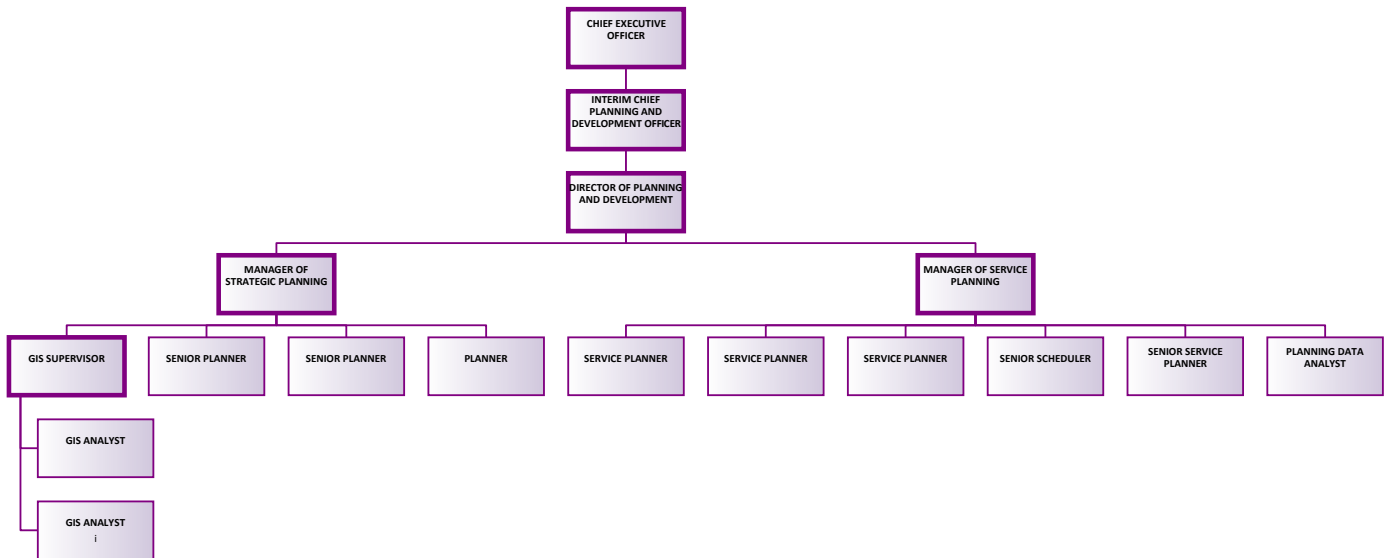 CHIEF EXECUTIVE
OFFICER
INTERIM CHIEF
PLANNING AND
DEVELOPMENT OFFICER
DIRECTOR OF PLANNING
AND DEVELOPMENT
MANAGER OF
STRATEGIC PLANNING
MANAGER OF SERVICE
PLANNING
GIS SUPERVISOR
SENIOR PLANNER
SENIOR PLANNER
PLANNER
SERVICE PLANNER
SERVICE PLANNER
SERVICE PLANNER
SENIOR SCHEDULER
SENIOR SERVICE
PLANNER
PLANNING DATA
ANALYST
GIS ANALYST
GIS ANALYST
i